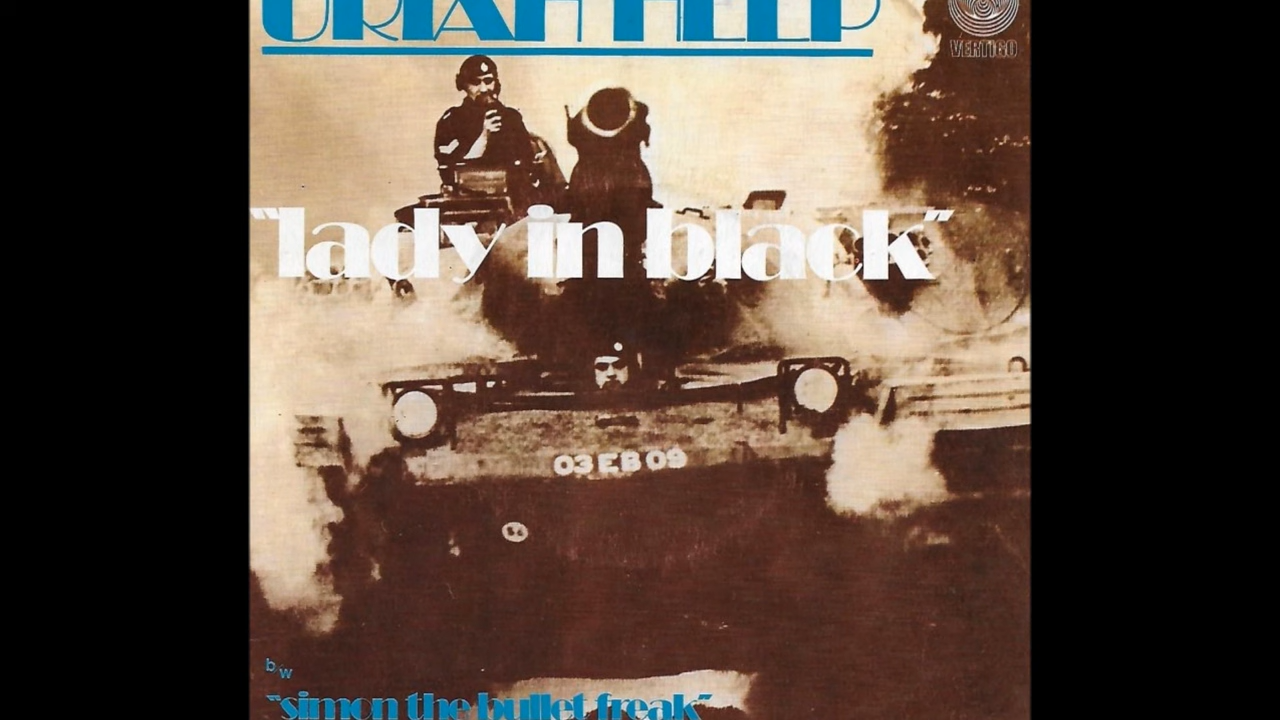 URIAH HEEP
VERTIGO
"lady in black"
03 EB 09
b/w
"simon the bullet freak"